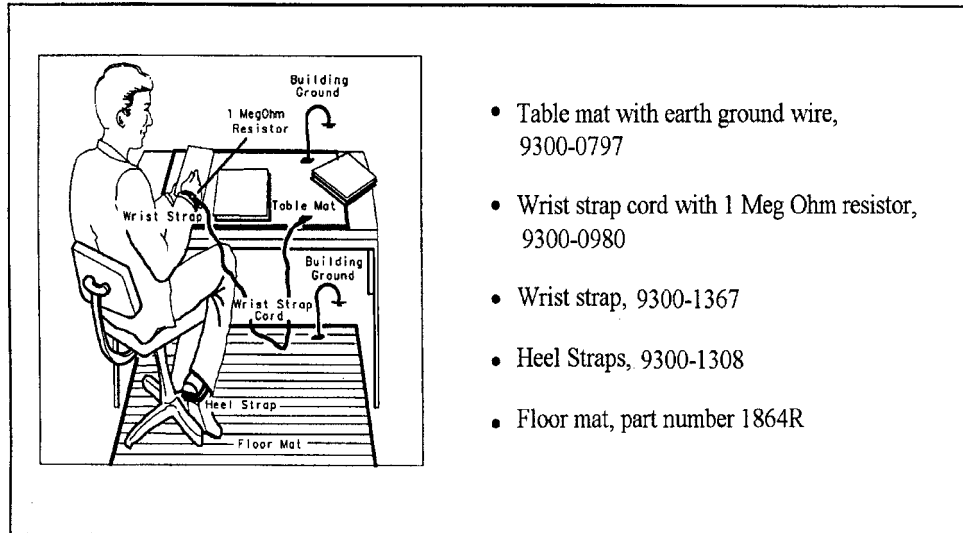 Building
Ground
1 MegOhm
Resistor
Wrist Strap
Table Mat
Building
Ground
Wrist Strap
Cord
Heel Strap
Floor Mat
• Table mat with earth ground wire,
9300-0797
• Wrist strap cord with 1 Meg Ohm resistor,
9300-0980
• Wrist strap, 9300-1367
• Heel Straps, 9300-1308
• Floor mat, part number 1864R